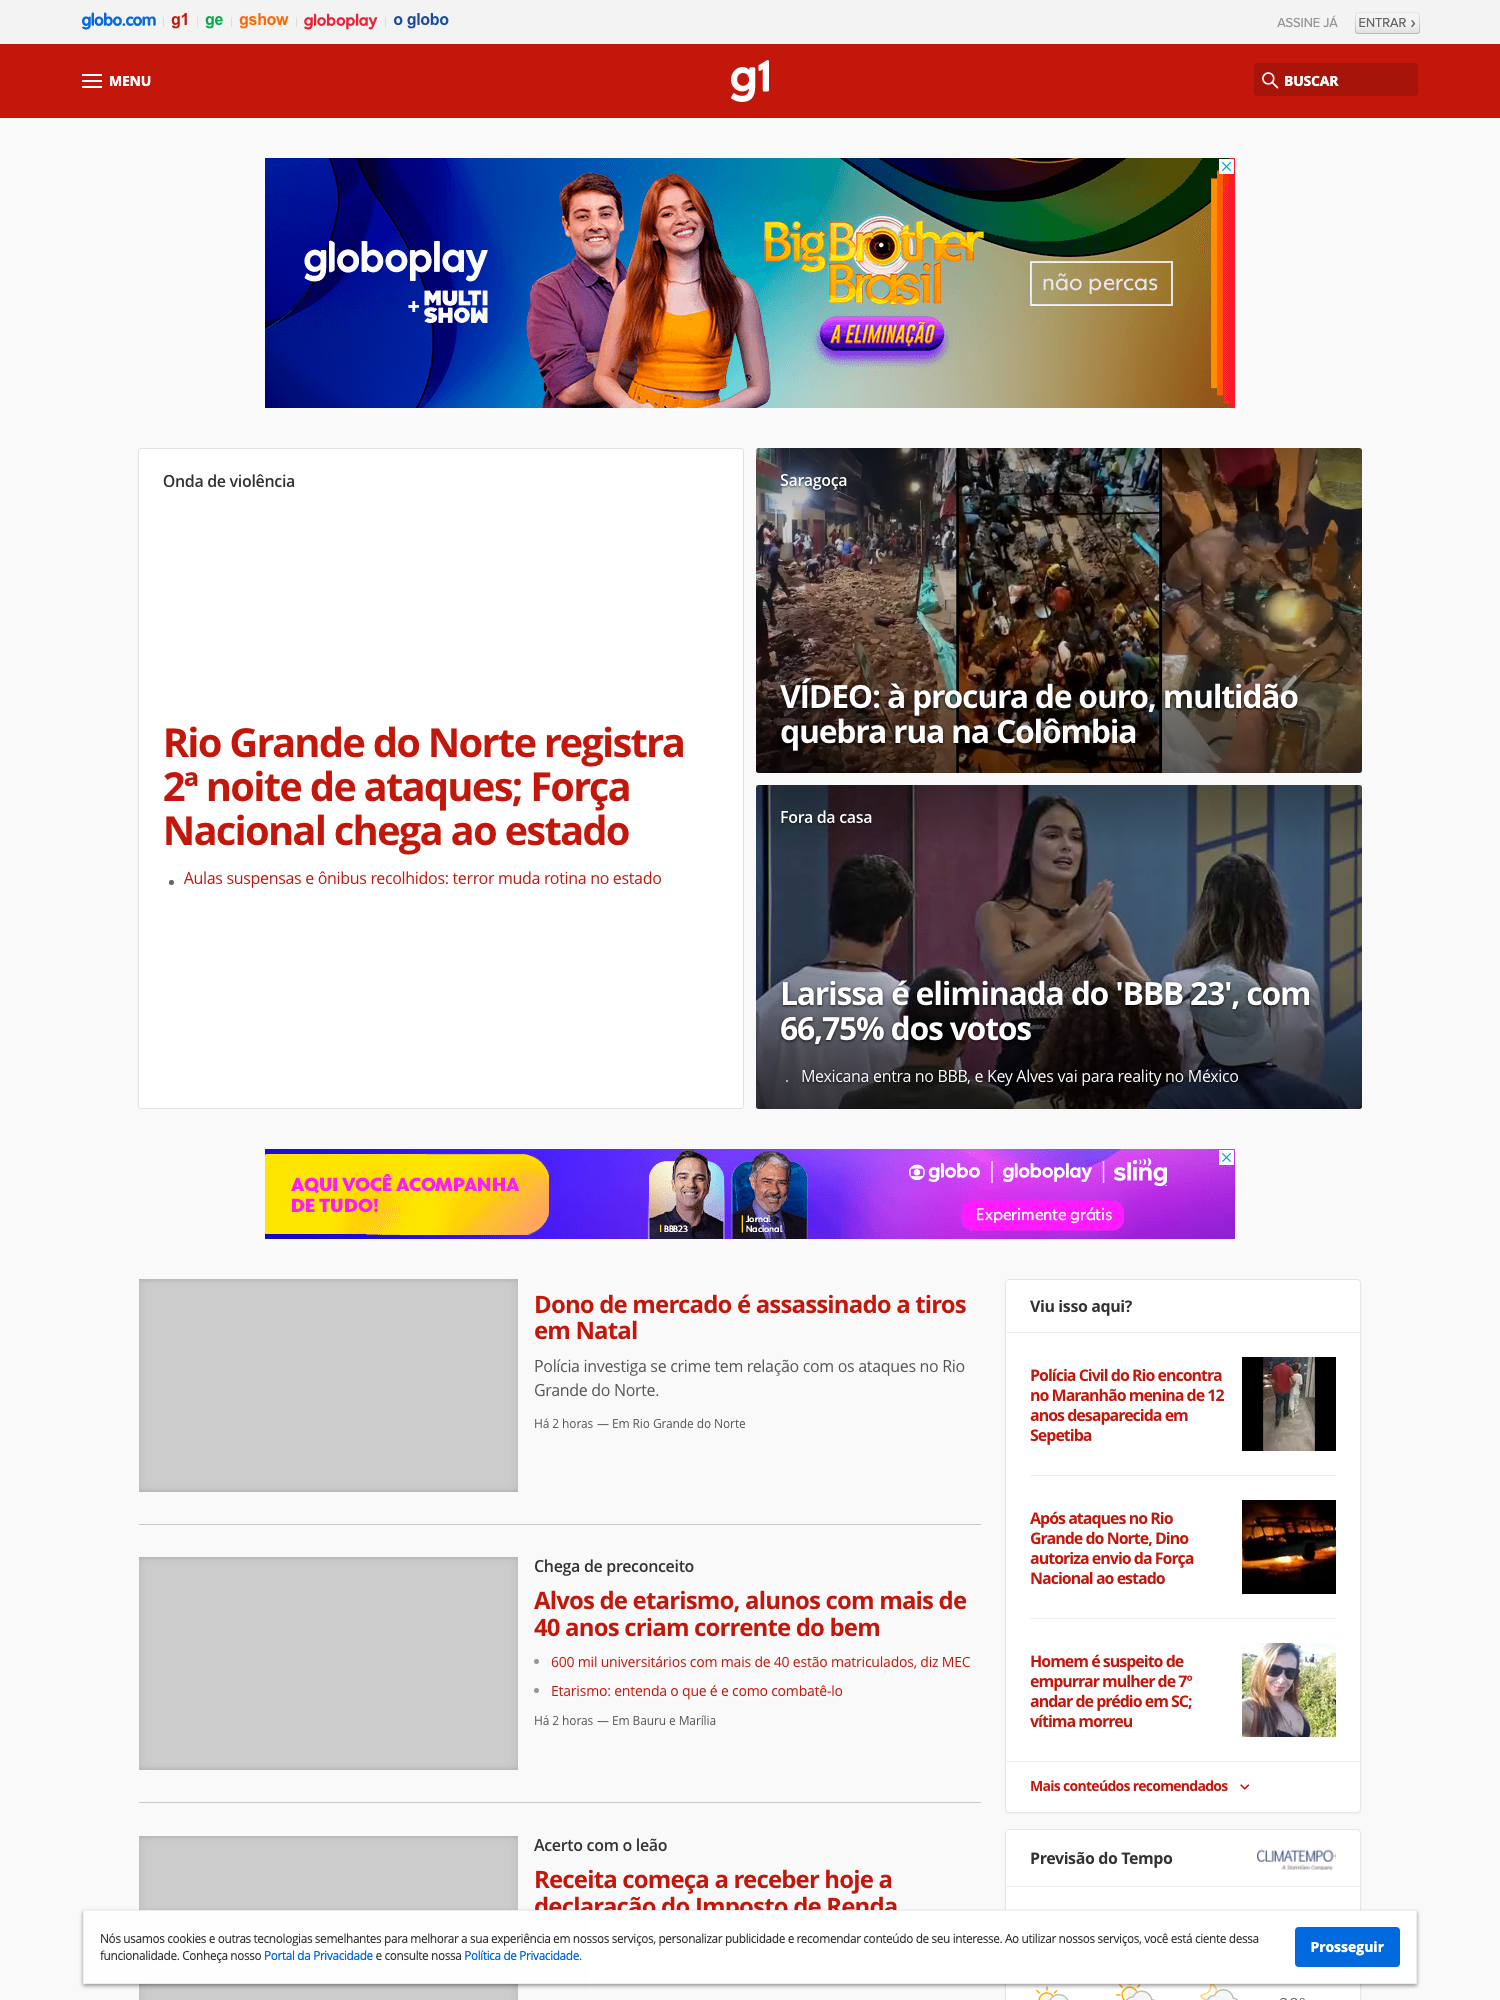 globo.com g1 ge gshow globoplay o globo
ASSINE JÁ ENTRAR ›
MENU
g1
BUSCAR
globoplay
+ MULTI
SHOW
Big Brother
Brasil
A ELIMINAÇÃO
não percas
Onda de violência
Rio Grande do Norte registra
2ª noite de ataques; Força
Nacional chega ao estado
Aulas suspensas e ônibus recolhidos: terror muda rotina no estado
Saragoça
VÍDEO: à procura de ouro, multidão
quebra rua na Colômbia
Fora da casa
Larissa é eliminada do 'BBB 23', com
66,75% dos votos
Mexicana entra no BBB, e Key Alves vai para reality no México
AQUI VOCÊ ACOMPANHA
DE TUDO!
BBB23
Jornal
Nacional
globo | globoplay | sling
Experimente grátis
Dono de mercado é assassinado a tiros
em Natal
Polícia investiga se crime tem relação com os ataques no Rio
Grande do Norte.
Há 2 horas — Em Rio Grande do Norte
Chega de preconceito
Alvos de etarismo, alunos com mais de
40 anos criam corrente do bem
600 mil universitários com mais de 40 estão matriculados, diz MEC
Etarismo: entenda o que é e como combatê-lo
Há 2 horas — Em Bauru e Marília
Acerto com o leão
Receita começa a receber hoje a
declaração do Imposto de Renda
Viu isso aqui?
Polícia Civil do Rio encontra
no Maranhão menina de 12
anos desaparecida em
Sepetiba
Após ataques no Rio
Grande do Norte, Dino
autoriza envio da Força
Nacional ao estado
Homem é suspeito de
empurrar mulher de 7º
andar de prédio em SC;
vítima morreu
Mais conteúdos recomendados
Previsão do Tempo
CLIMATEMPO
A StormGeo Company
Nós usamos cookies e outras tecnologias semelhantes para melhorar a sua experiência em nossos serviços, personalizar publicidade e recomendar conteúdo de seu interesse. Ao utilizar nossos serviços, você está ciente dessa
funcionalidade. Conheça nosso Portal da Privacidade e consulte nossa Política de Privacidade.
Prosseguir